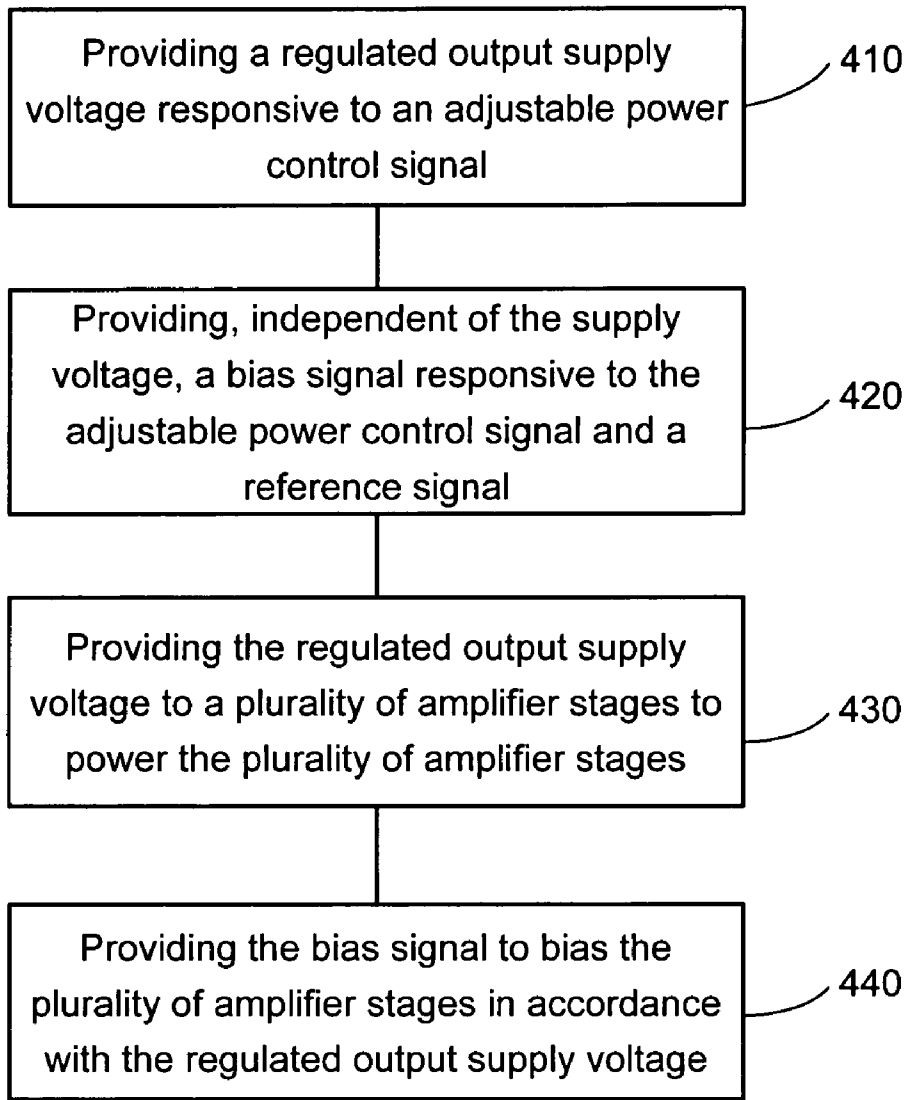 Providing a regulated output supply
voltage responsive to an adjustable power
control signal
410
Providing, independent of the supply
voltage, a bias signal responsive to the
adjustable power control signal and a
reference signal
420
Providing the regulated output supply
voltage to a plurality of amplifier stages to
power the plurality of amplifier stages
430
Providing the bias signal to bias the
plurality of amplifier stages in accordance
with the regulated output supply voltage
440